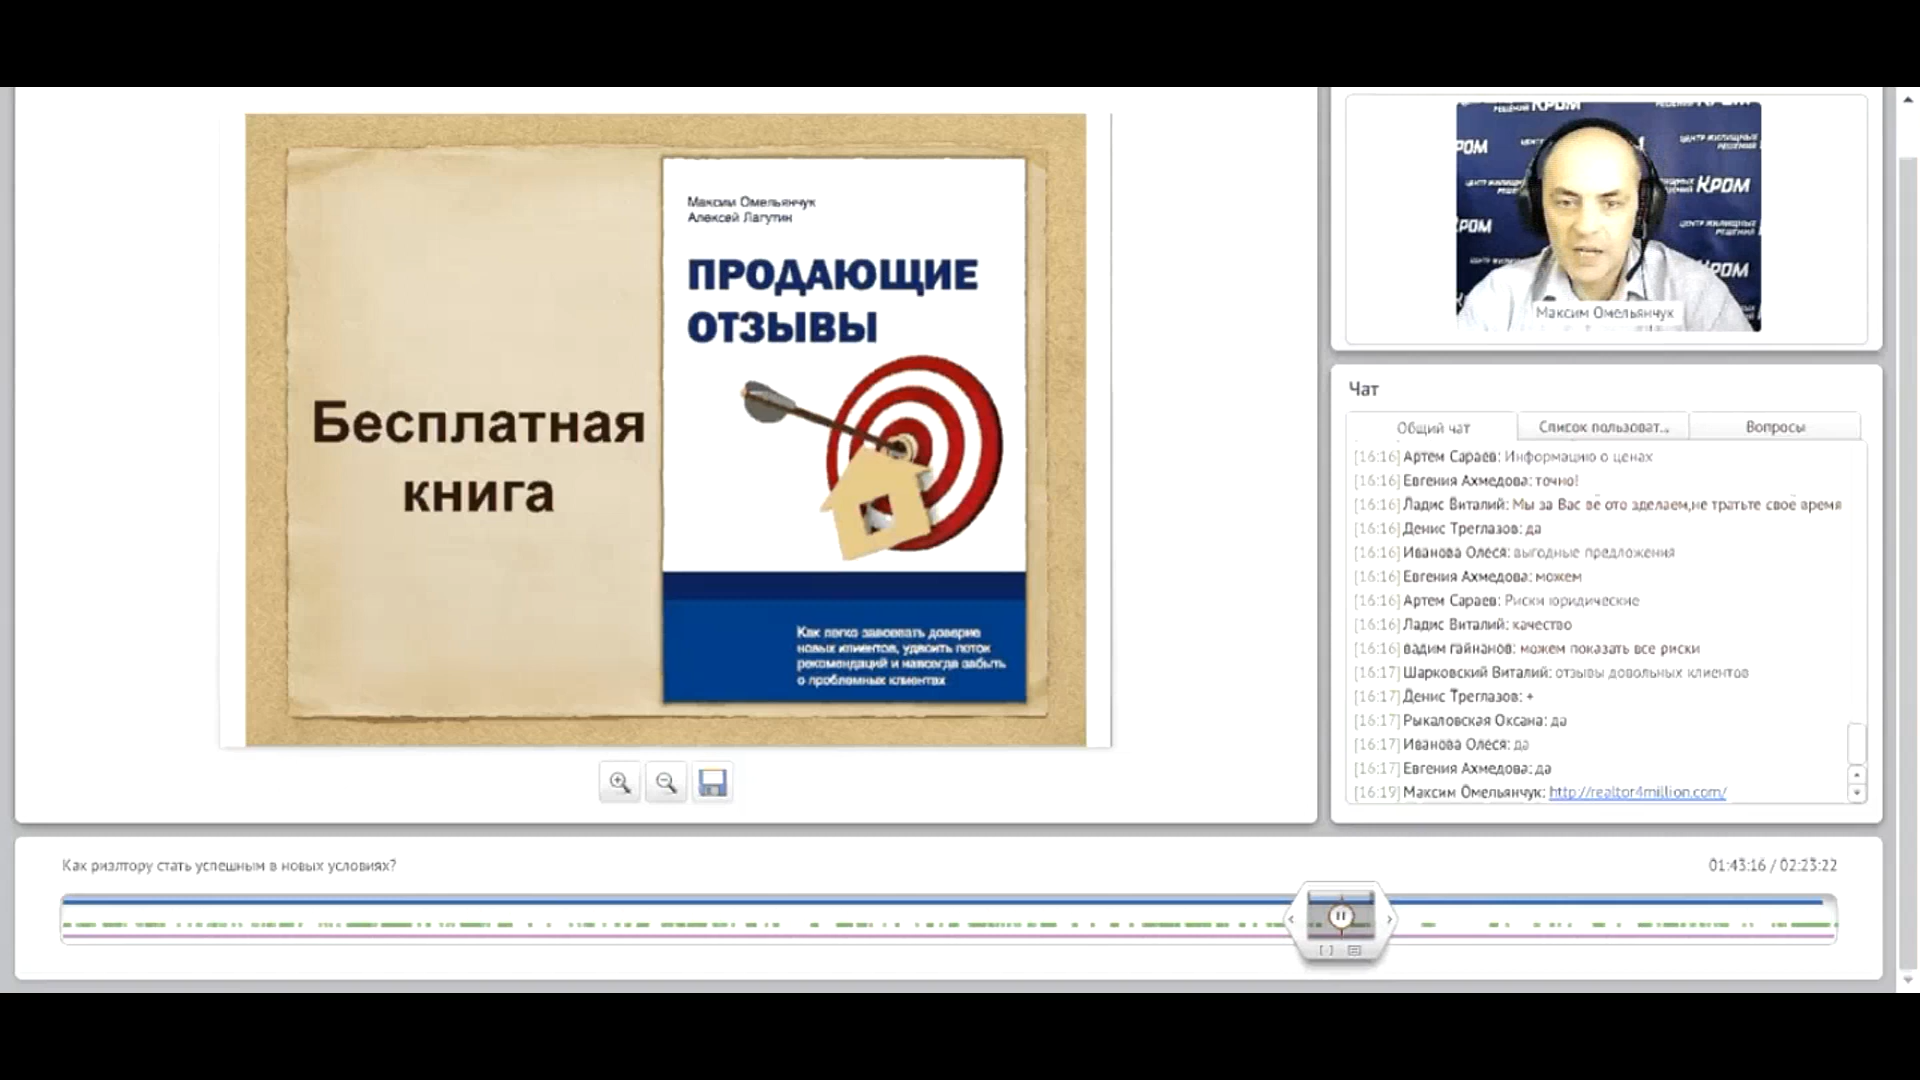 Бесплатная
книга
Максим Омельянчук
Алексей Лагутин
ПРОДАЮЩИЕ
ОТЗЫВЫ
Как легко завоевать доверие
новых клиентов, удвоить поток
рекомендаций и навсегда забыть
о проблемных клиентах
КРОМ
ЦЕНТР ЖИЛИЩНЫХ
РЕШЕНИЙ
КРОМ
Максим Омельянчук
Чат
Общий чат
Список пользоват...
Вопросы
[16:16] Артем Сараев: Информацию о ценах
[16:16] Евгения Ахмедова: точно!
[16:16] Ладис Виталий: Мы за Вас вё ото зделаем,не тратьте своё время
[16:16] Денис Треглазов: да
[16:16] Иванова Олеся: выгодные предложения
[16:16] Евгения Ахмедова: можем
[16:16] Артем Сараев: Риски юридические
[16:16] Ладис Виталий: качество
[16:16] вадим гайнанов: можем показать все риски
[16:17] Шарковский Виталий: отзывы довольных клиентов
[16:17] Денис Треглазов: +
[16:17] Рыкаловская Оксана: да
[16:17] Иванова Олеся: да
[16:17] Евгения Ахмедова: да
[16:19] Максим Омельянчук: http://realtor4million.com/
Как риэлтору стать успешным в новых условиях?
01:43:16 / 02:23:22